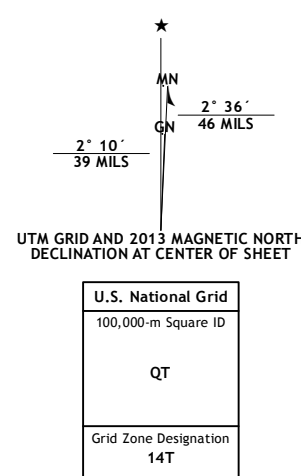 ★
MN
2° 36´
46 MILS
GN
2° 10´
39 MILS
UTM GRID AND 2013 MAGNETIC NORTH
DECLINATION AT CENTER OF SHEET
U.S. National Grid
100,000-m Square ID
QT
Grid Zone Designation
14T